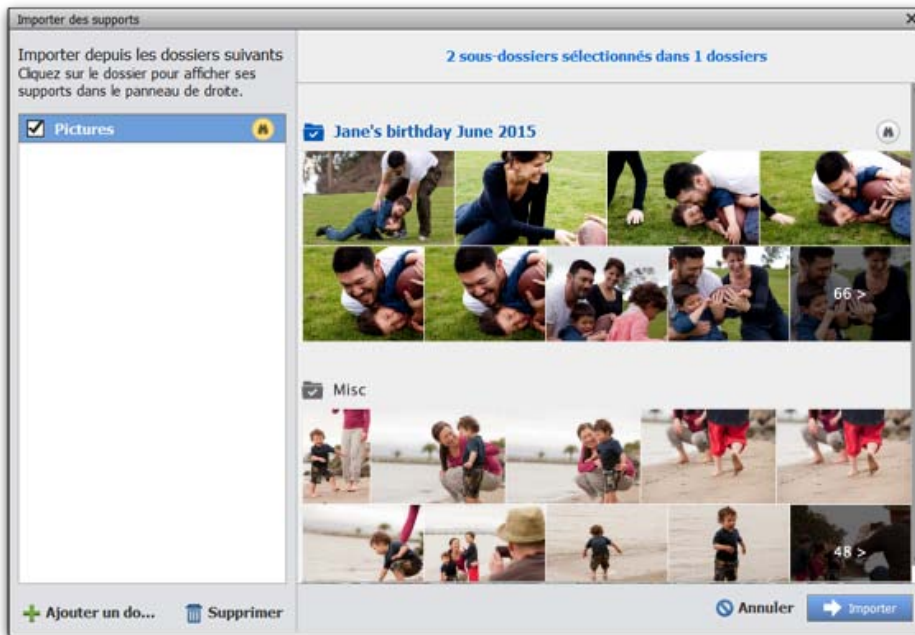 Importer des supports
Importer depuis les dossiers suivants
Cliquez sur le dossier pour afficher ses
supports dans le panneau de droite.
Pictures
2 sous-dossiers sélectionnés dans 1 dossiers
Jane's birthday June 2015
66 >
Misc
48 >
Ajouter un do...
Supprimer
Annuler
Importer